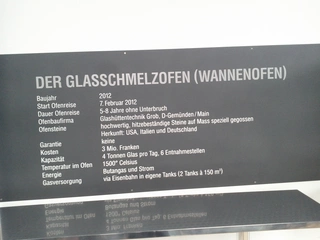 DER GLASSCHMELZOFEN (WANNENOFEN)
Baujahr 2012
Start Ofenreise 7. Februar 2012
Dauer Ofenreise 5-8 Jahre ohne Unterbruch
Ofenbaufirma Glashüttentechnik Grob, D-Gemünden/Main
Ofensteine hochwertig, hitzebeständige Steine auf Mass speziell gegossen
Herkunft: USA, Italien und Deutschland
Garantie keine
Kosten 3 Mio. Franken
Kapazität 4 Tonnen Glas pro Tag, 6 Entnahmestellen
Temperatur im Ofen 1500° Celsius
Energie Butangas und Strom
Gasversorgung via Eisenbahn in eigene Tanks (2 Tanks à 150 m³)